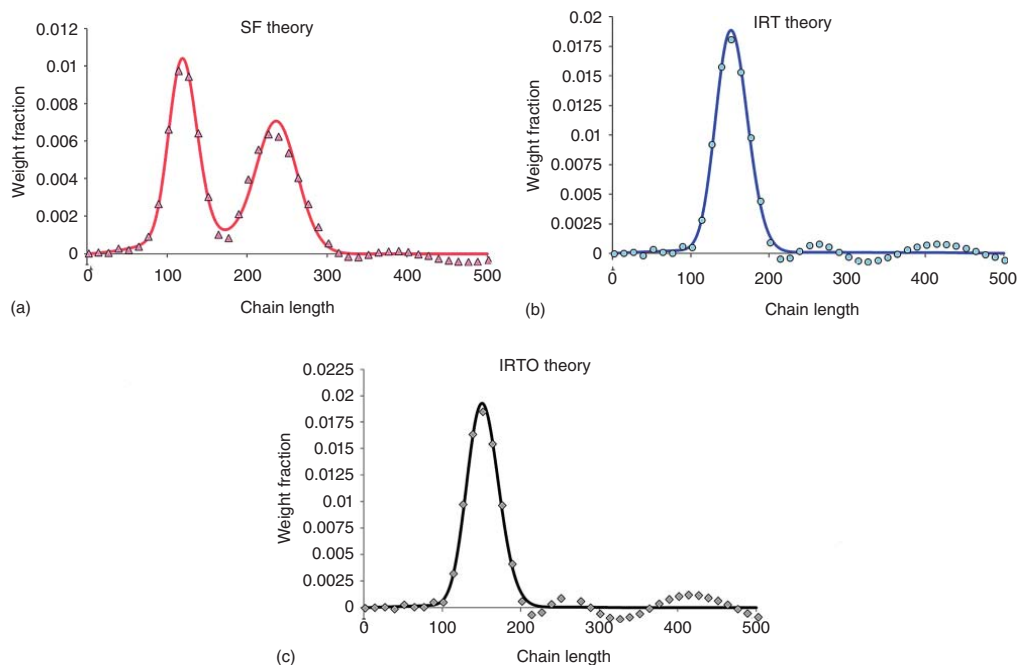 SF theory
0.012
0.01
0.008
0.006
0.004
0.002
0
Weight fraction
0 100 200 300 400 500
Chain length
(a)
IRT theory
0.02
0.0175
0.015
0.0125
0.01
0.0075
0.005
0.0025
0
Weight fraction
0 100 200 300 400 500
Chain length
(b)
IRTO theory
0.0225
0.02
0.0175
0.015
0.0125
0.01
0.0075
0.005
0.0025
0
Weight fraction
0 100 200 300 400 500
Chain length
(c)